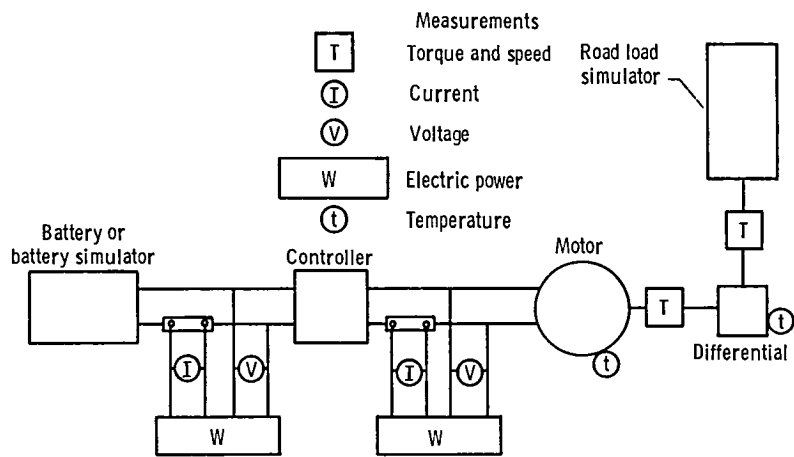 Measurements
T Torque and speed
I Current
V Voltage
W Electric power
t Temperature
Road load
simulator
Battery or
battery simulator
Controller
Motor
T
T
t
Differential
t
I
V
I
V
W
W